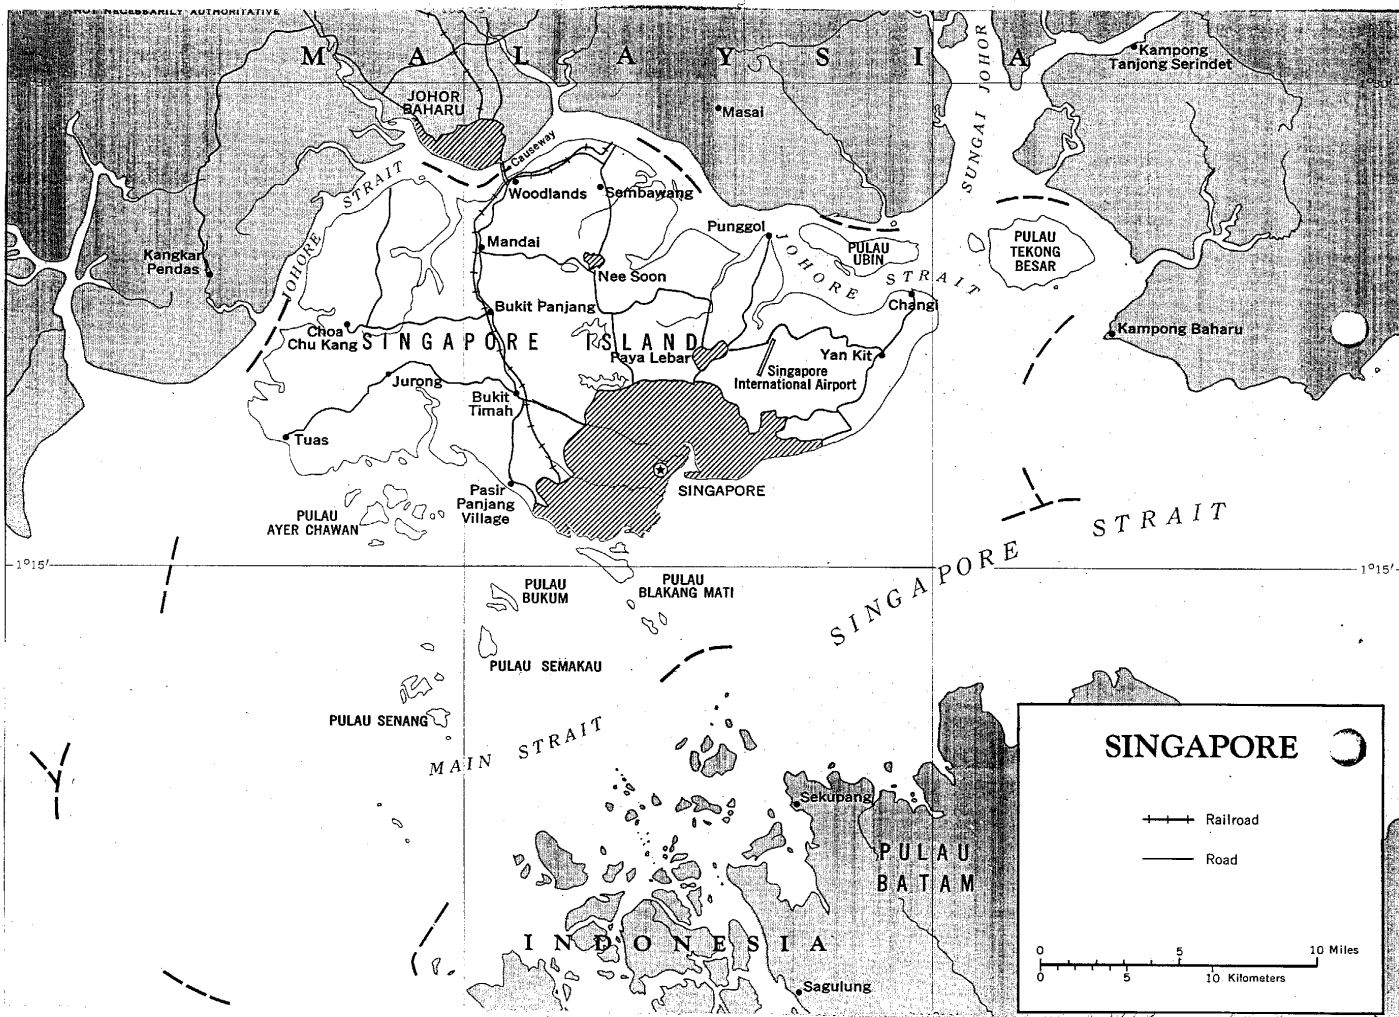 NOT NECESSARILY AUTHORITATIVE
MALAYSIA
Kampong
Tanjong Serindet
JOHOR
BAHARU
Masai
SUNGAI JOHOR
Causeway
JOHORE STRAIT
Woodlands
Sembawang
Punggol
PULAU
UBIN
PULAU
TEKONG
BESAR
Mandai
Kangkar
Pendas
Nee Soon
JOHORE STRAIT
Changi
Bukit Panjang
Choa
Chu Kang
SINGAPORE ISLAND
Kampong Baharu
Paya Lebar
Yan Kit
Singapore
International Airport
Jurong
Bukit
Timah
Tuas
Pasir
Panjang
Village
SINGAPORE
PULAU
AYER CHAWAN
SINGAPORE STRAIT
1°15'
1°15'
PULAU
BUKUM
PULAU
BLAKANG MATI
PULAU SEMAKAU
PULAU SENANG
MAIN STRAIT
Sekupang
PULAU
BATAM
INDONESIA
Sagulung
SINGAPORE
Railroad
Road
0 5 10 Miles
0 5 10 Kilometers